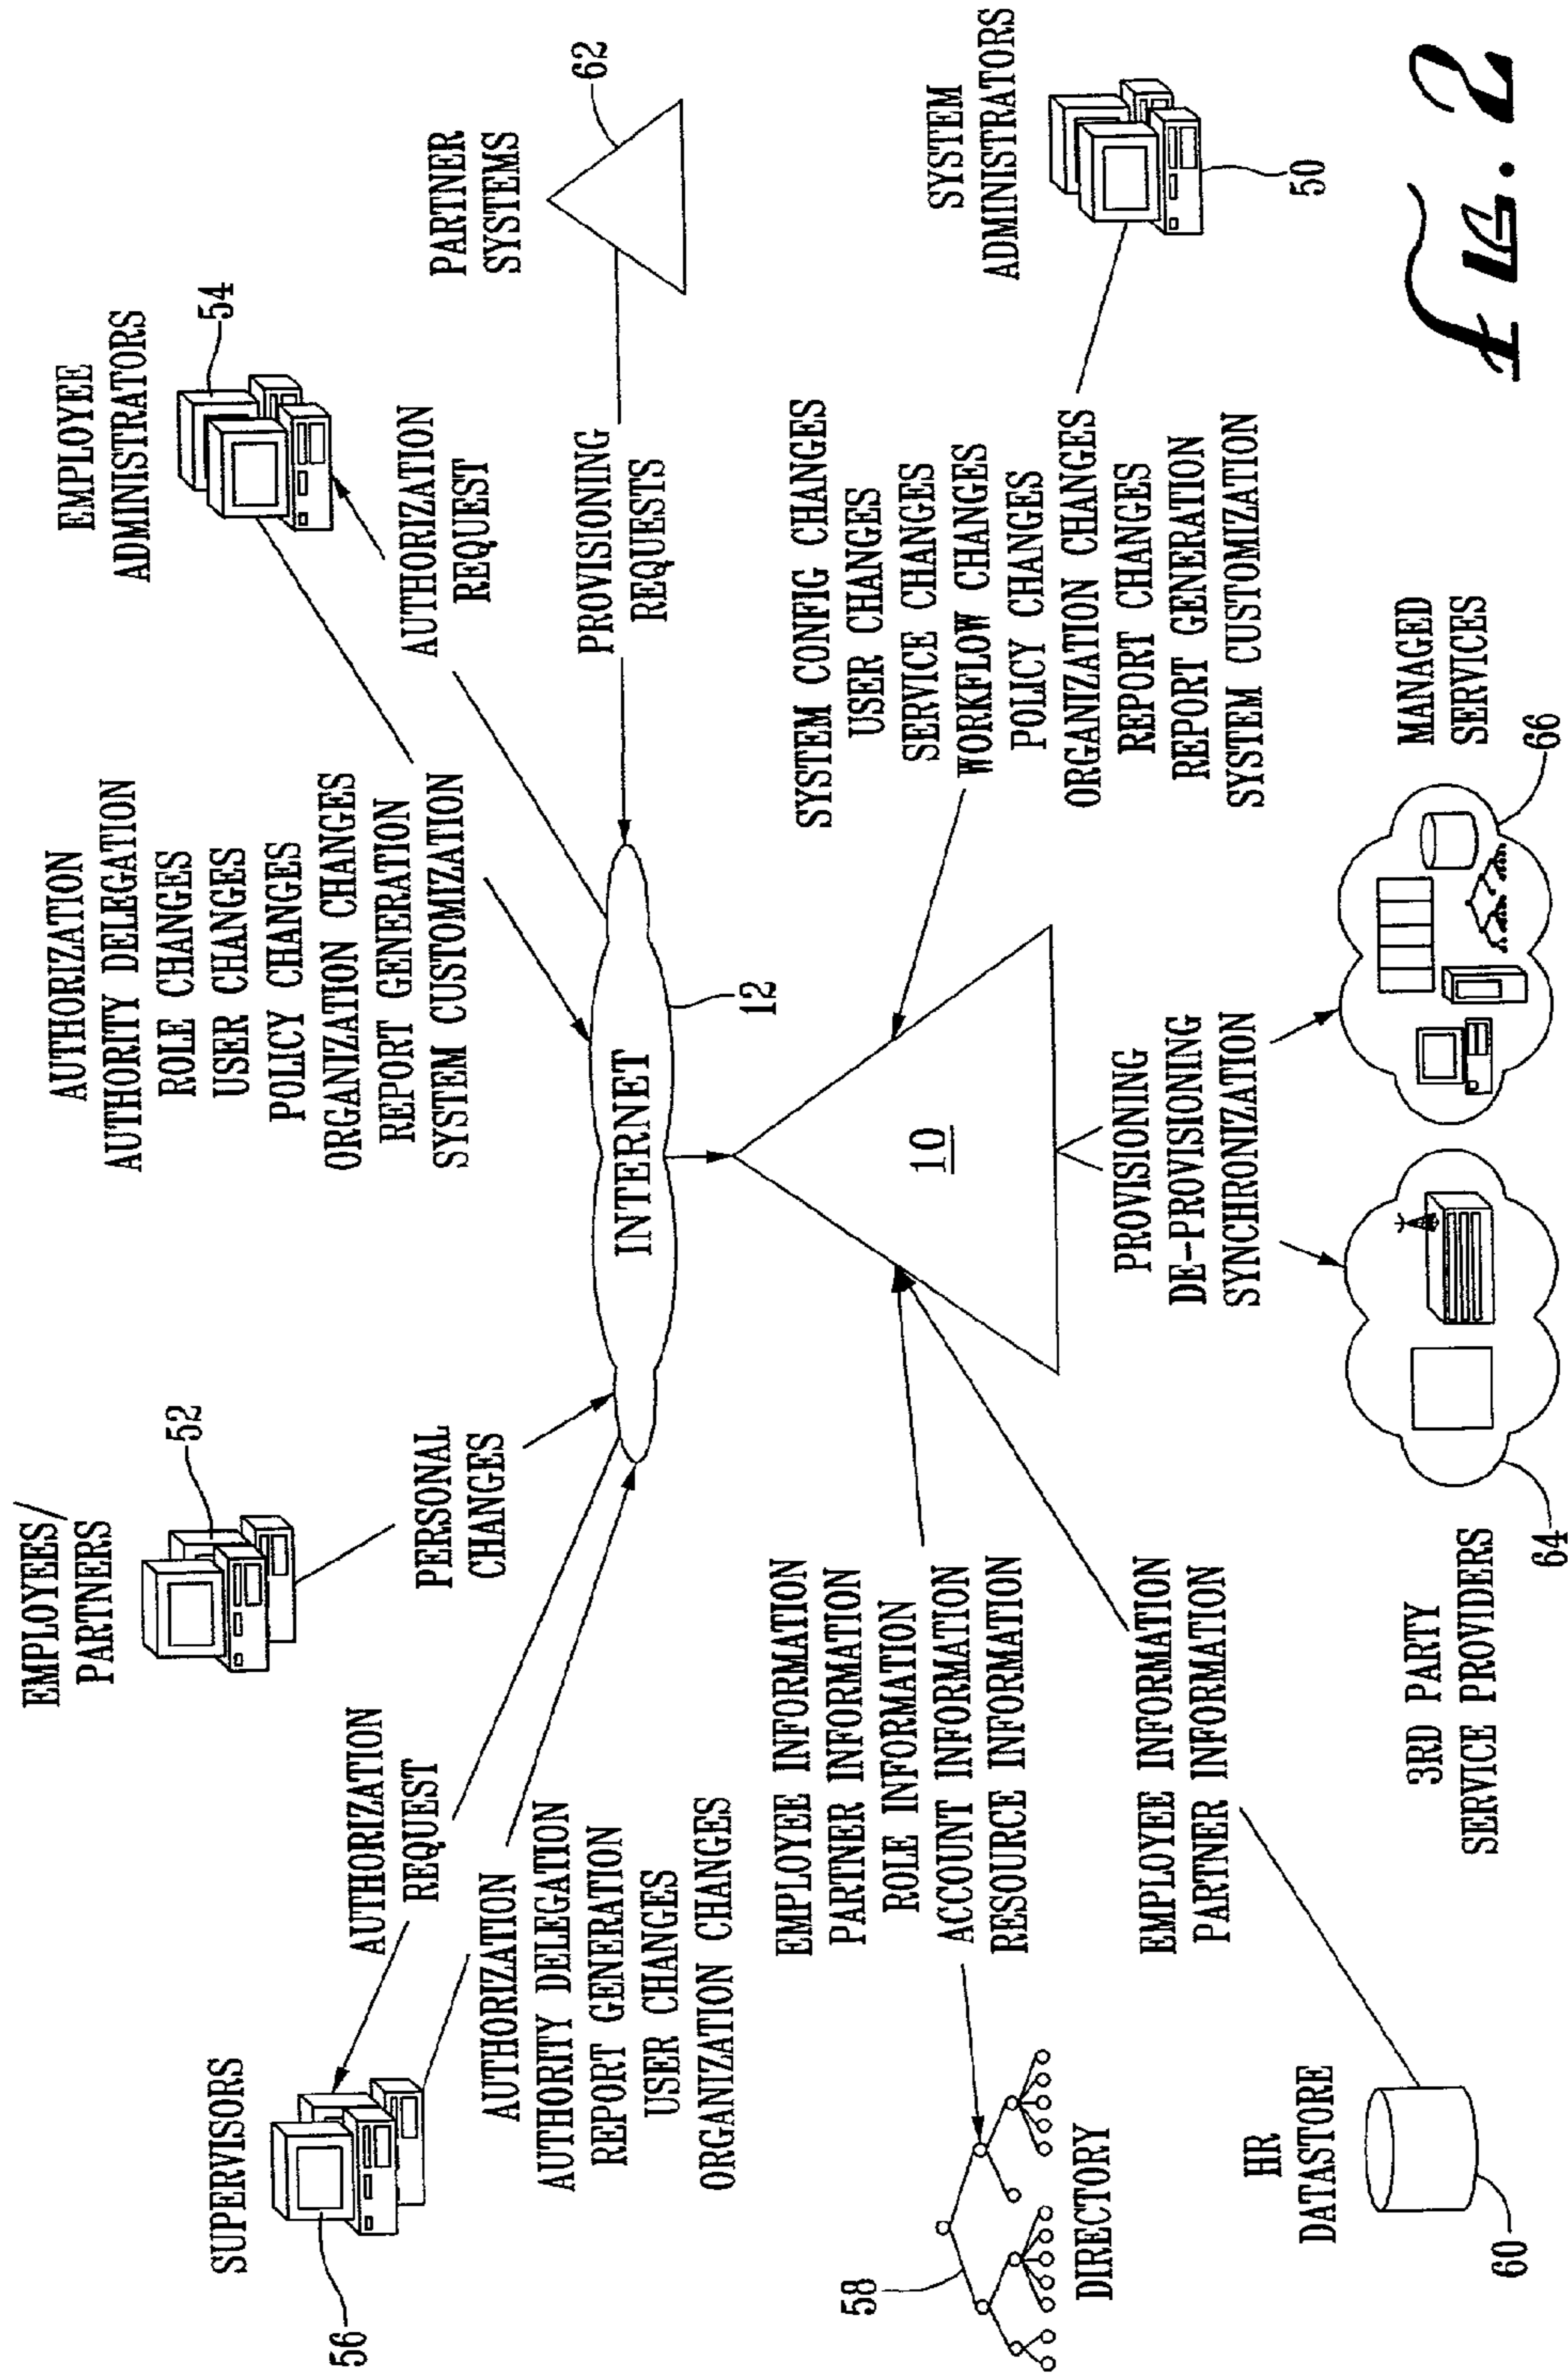 EMPLOYEES/
PARTNERS
52
PERSONAL
CHANGES
SUPERVISORS
56
AUTHORIZATION
REQUEST
AUTHORIZATION
AUTHORITY DELEGATION
REPORT GENERATION
USER CHANGES
ORGANIZATION CHANGES
AUTHORIZATION
AUTHORITY DELEGATION
ROLE CHANGES
USER CHANGES
POLICY CHANGES
ORGANIZATION CHANGES
REPORT GENERATION
SYSTEM CUSTOMIZATION
EMPLOYEE
ADMINISTRATORS
54
AUTHORIZATION
REQUEST
PARTNER
SYSTEMS
62
PROVISIONING
REQUESTS
INTERNET
12
10
58
DIRECTORY
EMPLOYEE INFORMATION
PARTNER INFORMATION
ROLE INFORMATION
ACCOUNT INFORMATION
RESOURCE INFORMATION
HR
DATASTORE
60
EMPLOYEE INFORMATION
PARTNER INFORMATION
SYSTEM CONFIG CHANGES
USER CHANGES
SERVICE CHANGES
WORKFLOW CHANGES
POLICY CHANGES
ORGANIZATION CHANGES
REPORT CHANGES
REPORT GENERATION
SYSTEM CUSTOMIZATION
SYSTEM
ADMINISTRATORS
50
PROVISIONING
DE-PROVISIONING
SYNCHRONIZATION
3RD PARTY
SERVICE PROVIDERS
64
MANAGED
SERVICES
66
FIG. 2